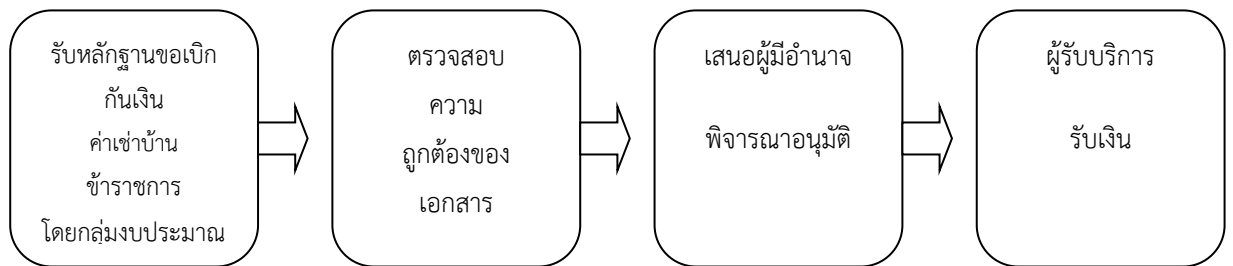 รับหลักฐานขอเบิก
กันเงิน
ค่าเช่าบ้าน
ข้าราชการ
โดยกลุ่มงบประมาณ
ตรวจสอบ
ความ
ถูกต้องของ
เอกสาร
เสนอผู้มีอำนาจ
พิจารณาอนุมัติ
ผู้รับบริการ
รับเงิน